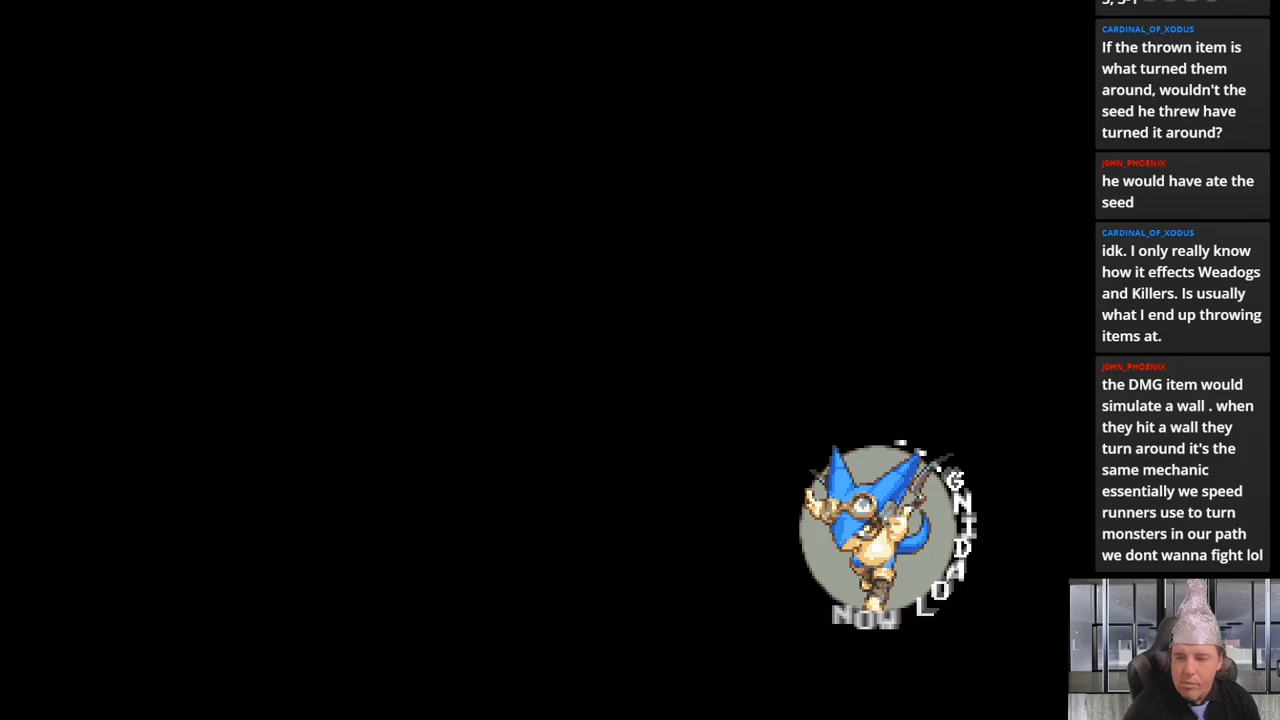 CARDINAL_OF_XODUS
If the thrown item is
what turned them
around, wouldn't the
seed he threw have
turned it around?
J0HN_PHOENIX
he would have ate the
seed
CARDINAL_OF_XODUS
idk. I only really know
how it effects Weadogs
and Killers. Is usually
what I end up throwing
items at.
J0HN_PHOENIX
the DMG item would
simulate a wall . when
they hit a wall they
turn around it's the
same mechanic
essentially we speed
runners use to turn
monsters in our path
we dont wanna fight lol
NOW LOADING